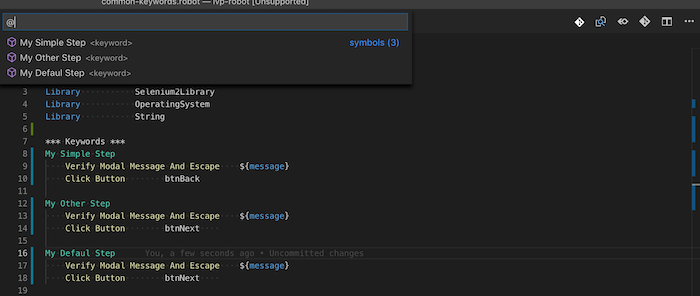 common-keywords.robot — lvp-robot [Unsupported]
@
My Simple Step <keyword> symbols (3)
My Other Step <keyword>
My Defaul Step <keyword>
3 Library Selenium2Library
4 Library OperatingSystem
5 Library String
6
7 *** Keywords ***
8 My Simple Step
9 Verify Modal Message And Escape ${message}
10 Click Button btnBack
11
12 My Other Step
13 Verify Modal Message And Escape ${message}
14 Click Button btnNext
15
16 My Defaul Step You, a few seconds ago • Uncommitted changes
17 Verify Modal Message And Escape ${message}
18 Click Button btnNext
19